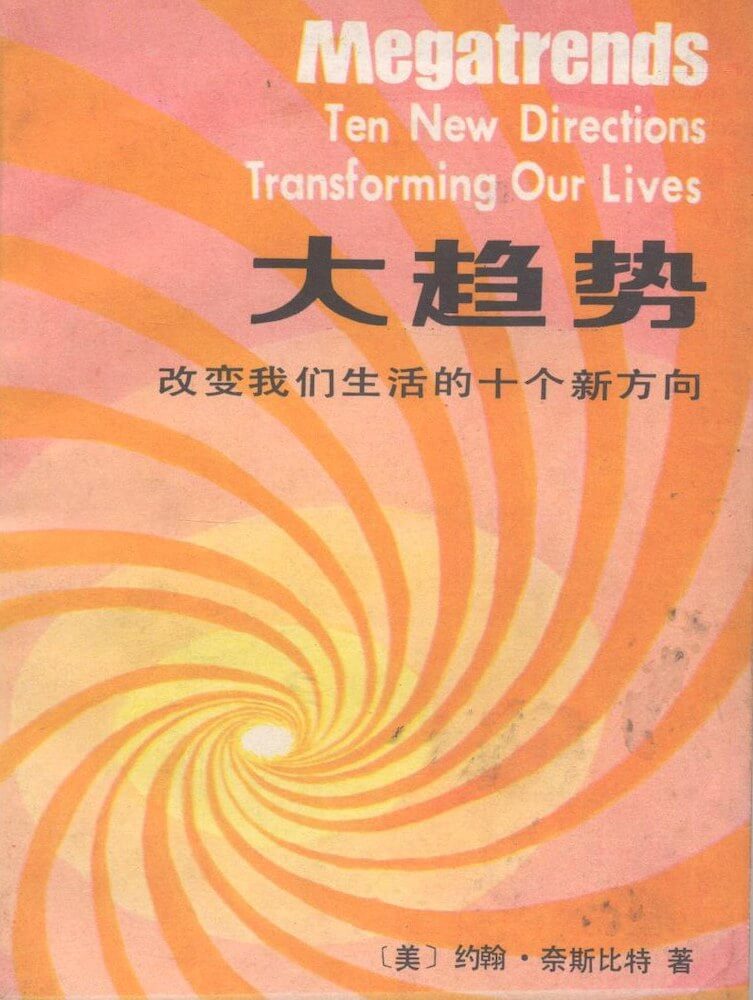 Megatrends
Ten New Directions
Transforming Our Lives
大趋势
改变我们生活的十个新方向
〔美〕约翰·奈斯比特 著